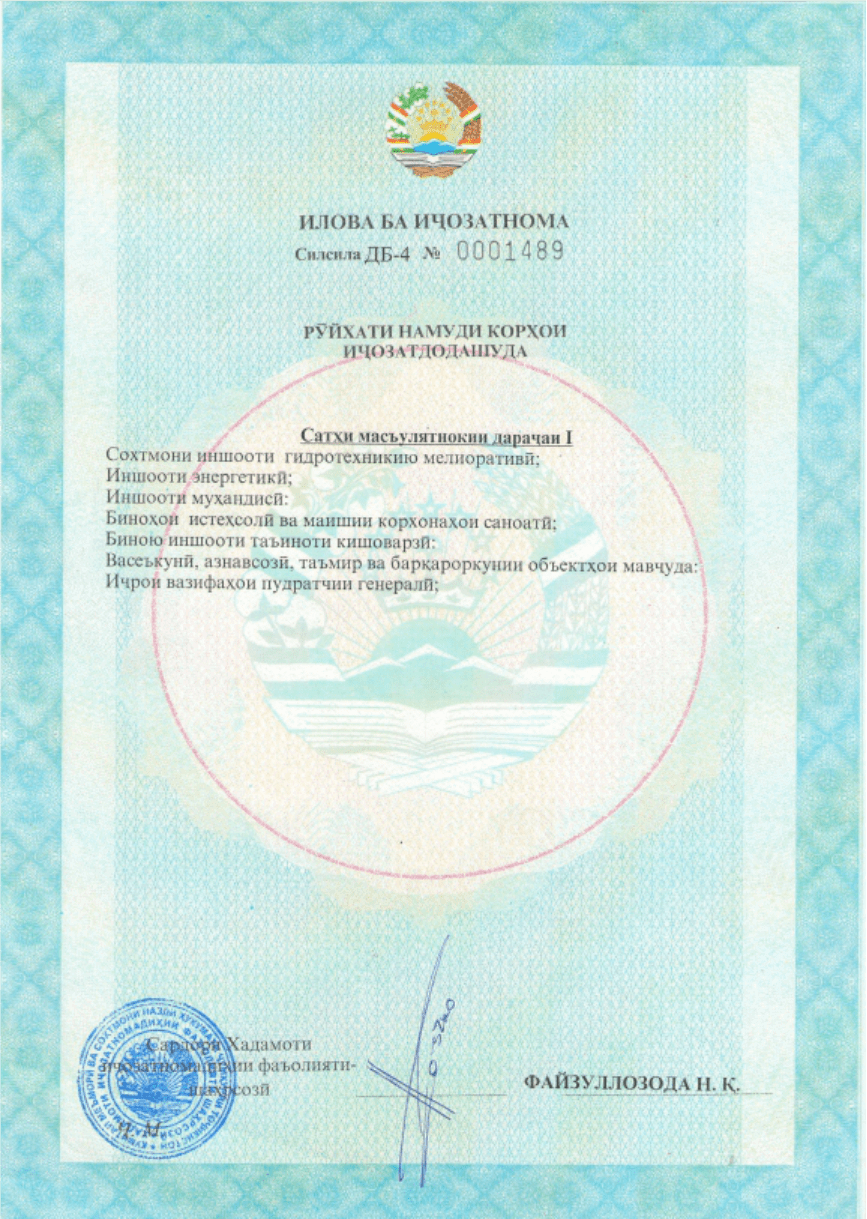 ИЛОВА БА ИҶОЗАТНОМА
Силсила ДБ-4 № 0001489
РӮЙХАТИ НАМУДИ КОРҲОИ
ИҶОЗАТДОДАШУДА
Сатҳи масъулятнокии дараҷаи I
Сохтмони иншооти гидротехникию мелиоративӣ;
Иншооти энергетикӣ;
Иншооти муҳандисӣ:
Биноҳои истеҳсолӣ ва маишии корхонаҳои саноатӣ;
Биною иншооти таъиноти кишоварзӣ:
Васеъкунӣ, азнавсозӣ, таъмир ва барқароркунии объектҳои мавҷуда:
Иҷрои вазифаҳои пудратчии генералӣ;
Сардори Хадамоти
иҷозатномадиҳии фаъолияти-
шаҳрсозӣ
ФАЙЗУЛЛОЗОДА Н. Қ.